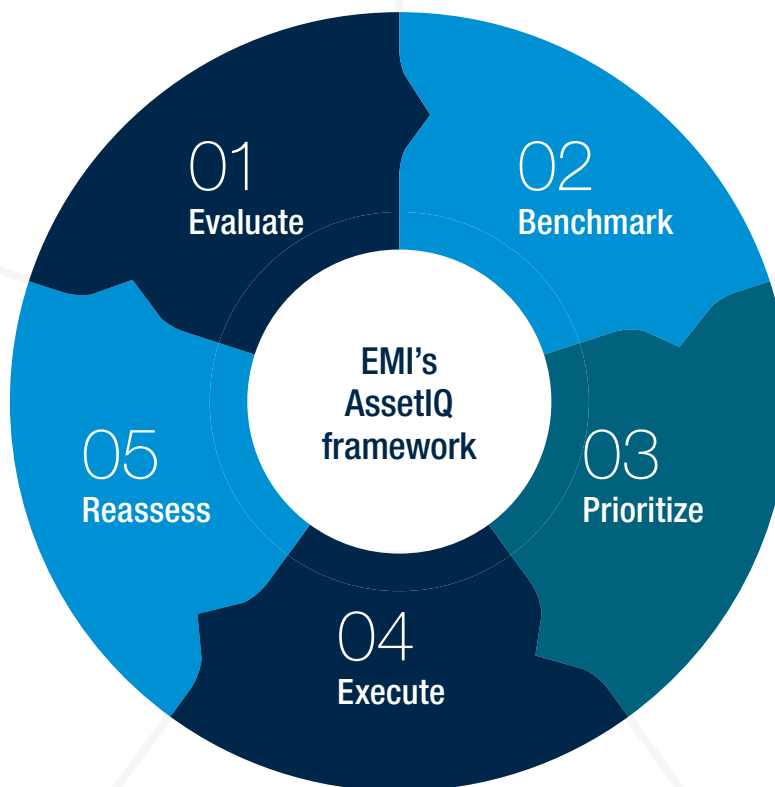 01
Evaluate
02
Benchmark
EMI's
AssetIQ
framework
03
Prioritize
04
Execute
05
Reassess